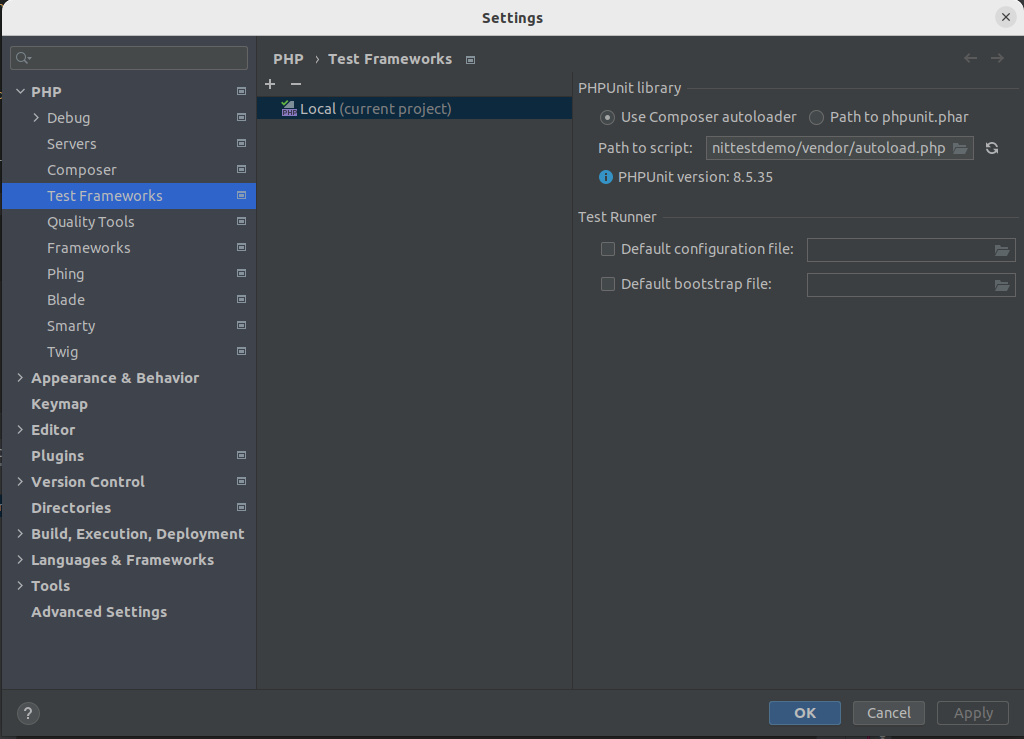 Settings
PHP
Debug
Servers
Composer
Test Frameworks
Quality Tools
Frameworks
Phing
Blade
Smarty
Twig
Appearance & Behavior
Keymap
Editor
Plugins
Version Control
Directories
Build, Execution, Deployment
Languages & Frameworks
Tools
Advanced Settings
PHP › Test Frameworks
Local (current project)
PHPUnit library
Use Composer autoloader Path to phpunit.phar
Path to script: nittestdemo/vendor/autoload.php
PHPUnit version: 8.5.35
Test Runner
Default configuration file:
Default bootstrap file:
? OK Cancel Apply